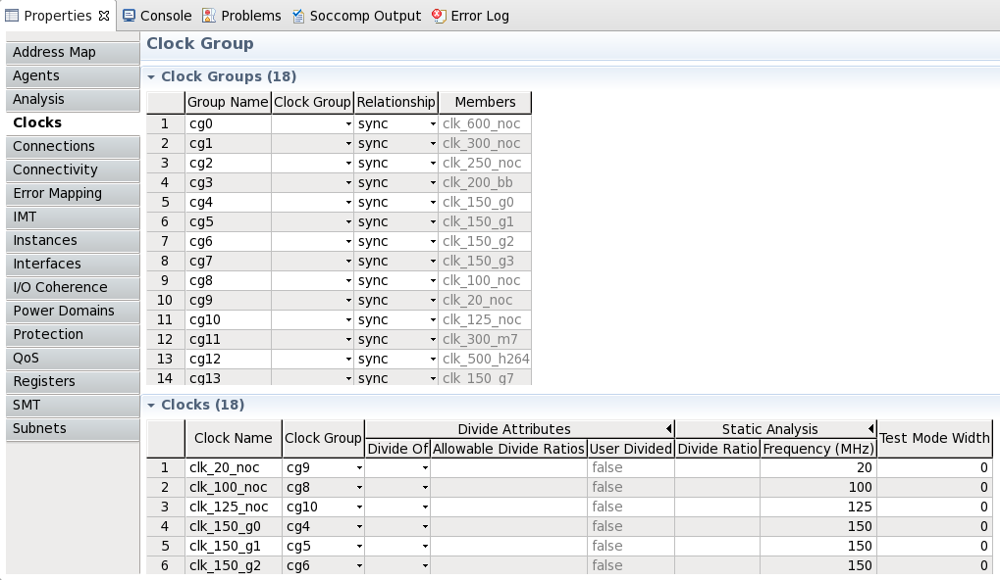 Properties Console Problems Soccomp Output Error Log
Address Map
Agents
Analysis
Clocks
Connections
Connectivity
Error Mapping
IMT
Instances
Interfaces
I/O Coherence
Power Domains
Protection
QoS
Registers
SMT
Subnets
Clock Group
Clock Groups (18)
Group Name Clock Group Relationship Members
1 cg0 sync clk_600_noc
2 cg1 sync clk_300_noc
3 cg2 sync clk_250_noc
4 cg3 sync clk_200_bb
5 cg4 sync clk_150_g0
6 cg5 sync clk_150_g1
7 cg6 sync clk_150_g2
8 cg7 sync clk_150_g3
9 cg8 sync clk_100_noc
10 cg9 sync clk_20_noc
11 cg10 sync clk_125_noc
12 cg11 sync clk_300_m7
13 cg12 sync clk_500_h264
14 cg13 sync clk_150_g7
Clocks (18)
Clock Name Clock Group Divide Attributes Static Analysis Test Mode Width
Divide Of Allowable Divide Ratios User Divided Divide Ratio Frequency (MHz)
1 clk_20_noc cg9 false 20 0
2 clk_100_noc cg8 false 100 0
3 clk_125_noc cg10 false 125 0
4 clk_150_g0 cg4 false 150 0
5 clk_150_g1 cg5 false 150 0
6 clk_150_g2 cg6 false 150 0